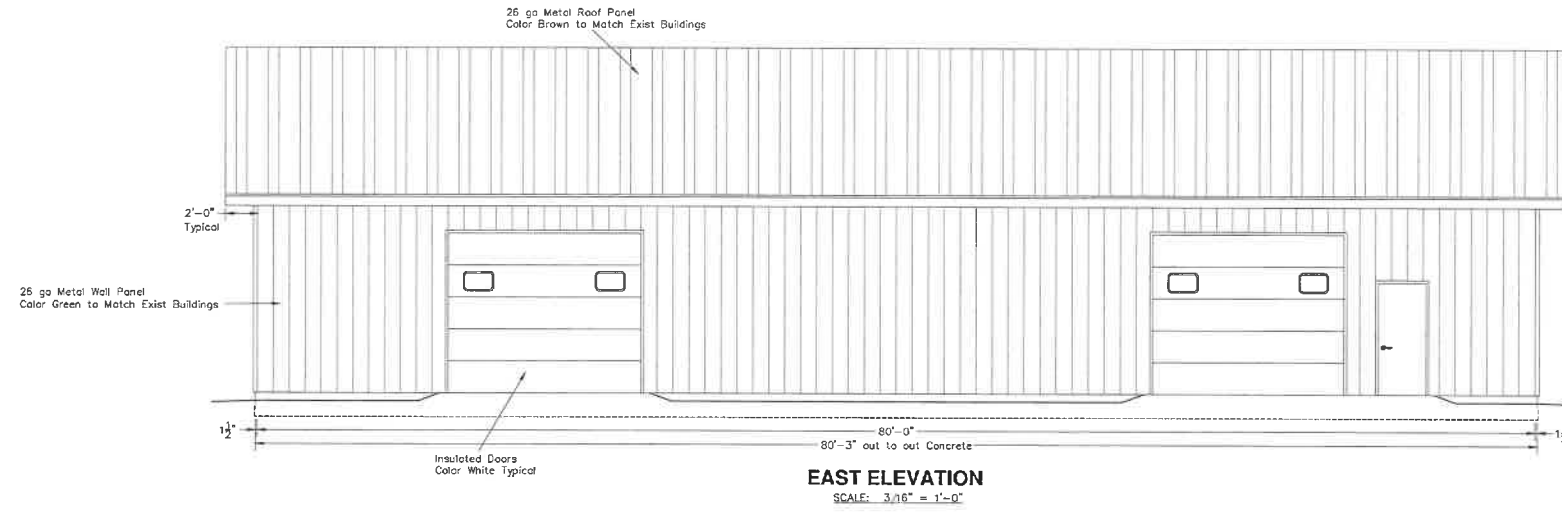 26 ga Metal Roof Panel
Color Brown to Match Exist Buildings
2'-0"
Typical
26 ga Metal Wall Panel
Color Green to Match Exist Buildings
1½"
80'-0"
80'-3" out to out Concrete
Insulated Doors
Color White Typical
EAST ELEVATION
SCALE: 3/16" = 1'-0"